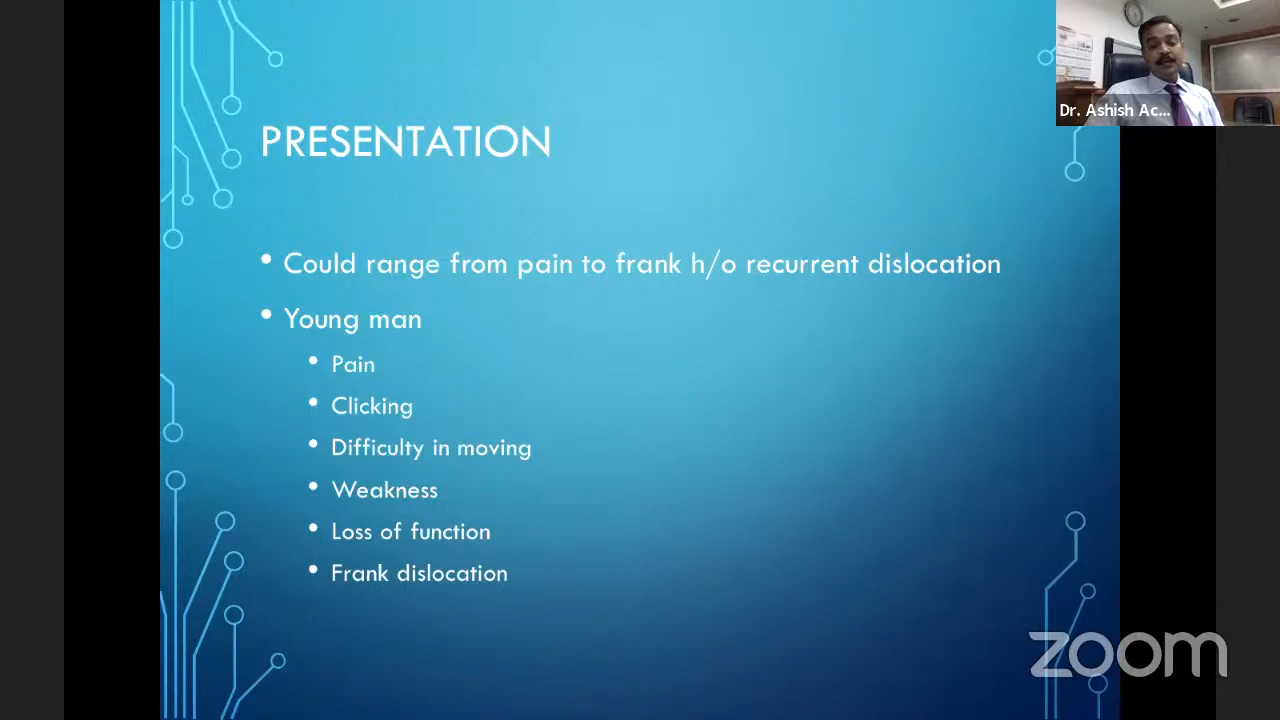 Dr. Ashish Ac...
PRESENTATION
• Could range from pain to frank h/o recurrent dislocation
• Young man
• Pain
• Clicking
• Difficulty in moving
• Weakness
• Loss of function
• Frank dislocation
zoom